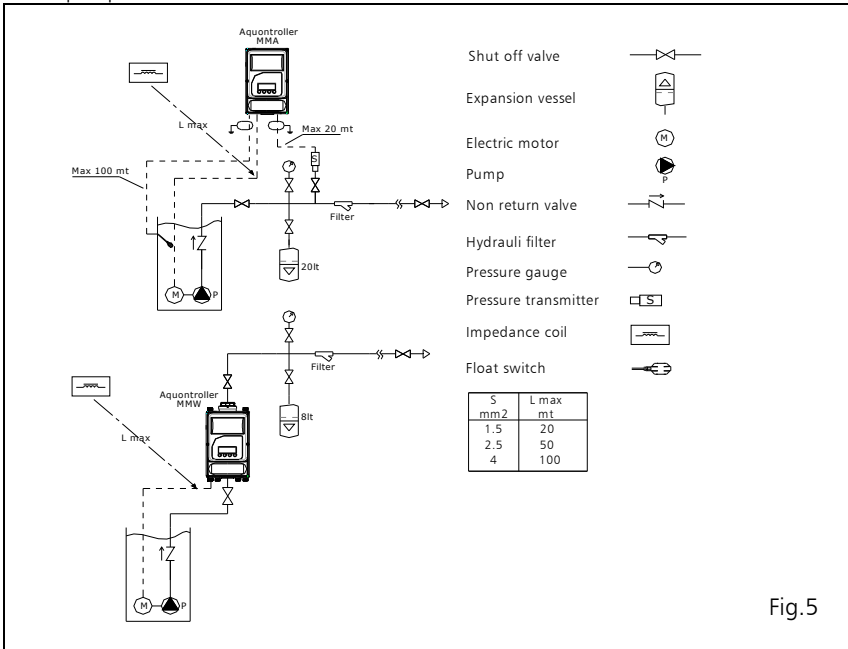 Aquontroller
MMA
L max
Max 20 mt
Max 100 mt
S
Filter
20lt
M
P
Filter
Aquontroller
MMW
8lt
L max
M
P
Shut off valve
Expansion vessel
Electric motor
M
Pump
P
Non return valve
Hydrauli filter
Pressure gauge
Pressure transmitter
S
Impedance coil
Float switch
S L max
mm2 mt
1.5 20
2.5 50
4 100
Fig.5